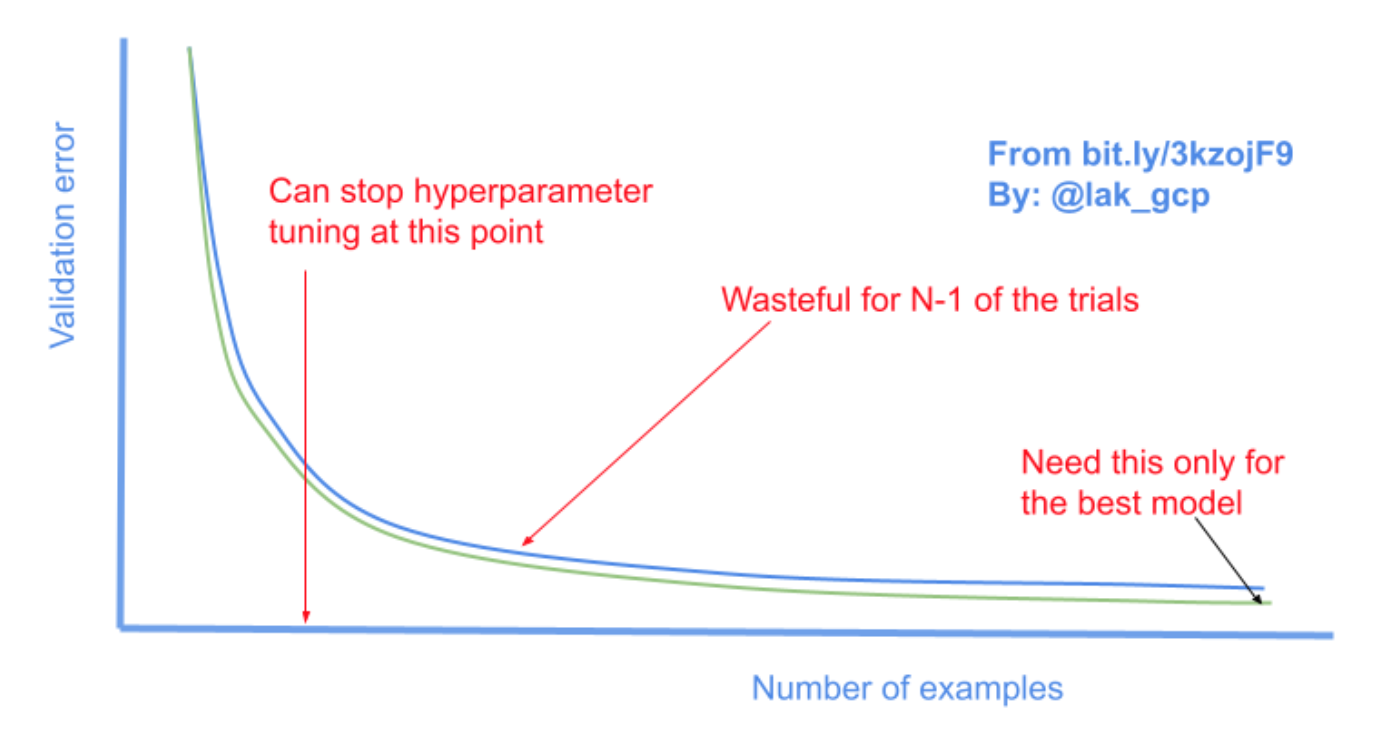 Validation error
From bit.ly/3kzojF9
By: @lak_gcp
Can stop hyperparameter
tuning at this point
Wasteful for N-1 of the trials
Need this only for
the best model
Number of examples